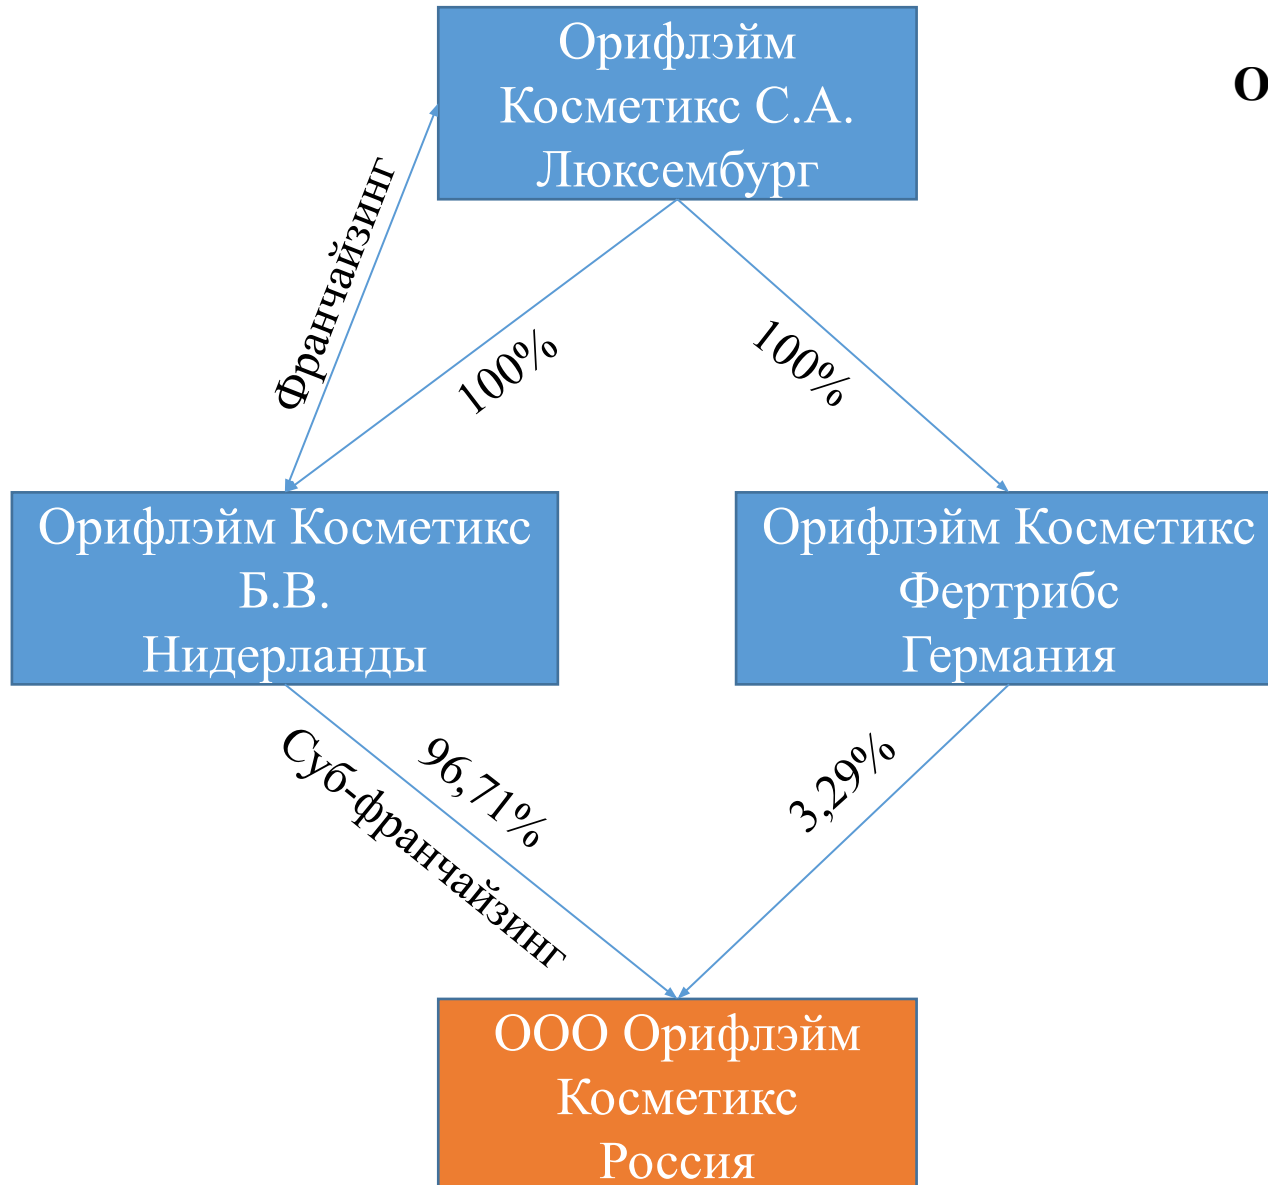 Орифлэйм
Косметикс С.А.
Люксембург
О
Франчайзинг
100%
100%
Орифлэйм Косметикс
Б.В.
Нидерланды
Орифлэйм Косметикс
Фертрибс
Германия
96,71%
Суб-франчайзинг
3,29%
ООО Орифлэйм
Косметикс
Россия